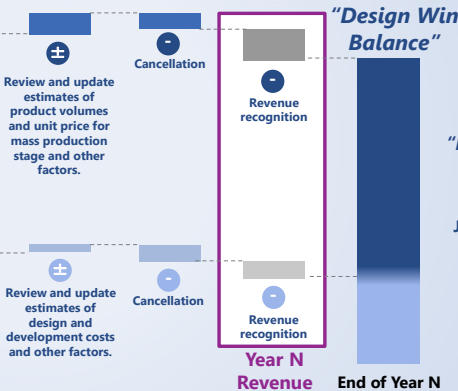 "Design Win
Balance"
±
Review and update
estimates of
product volumes
and unit price for
mass production
stage and other
factors.
-
Cancellation
-
Revenue
recognition
±
Review and update
estimates of
design and
development costs
and other factors.
-
Cancellation
-
Revenue
recognition
Year N
Revenue
End of Year N